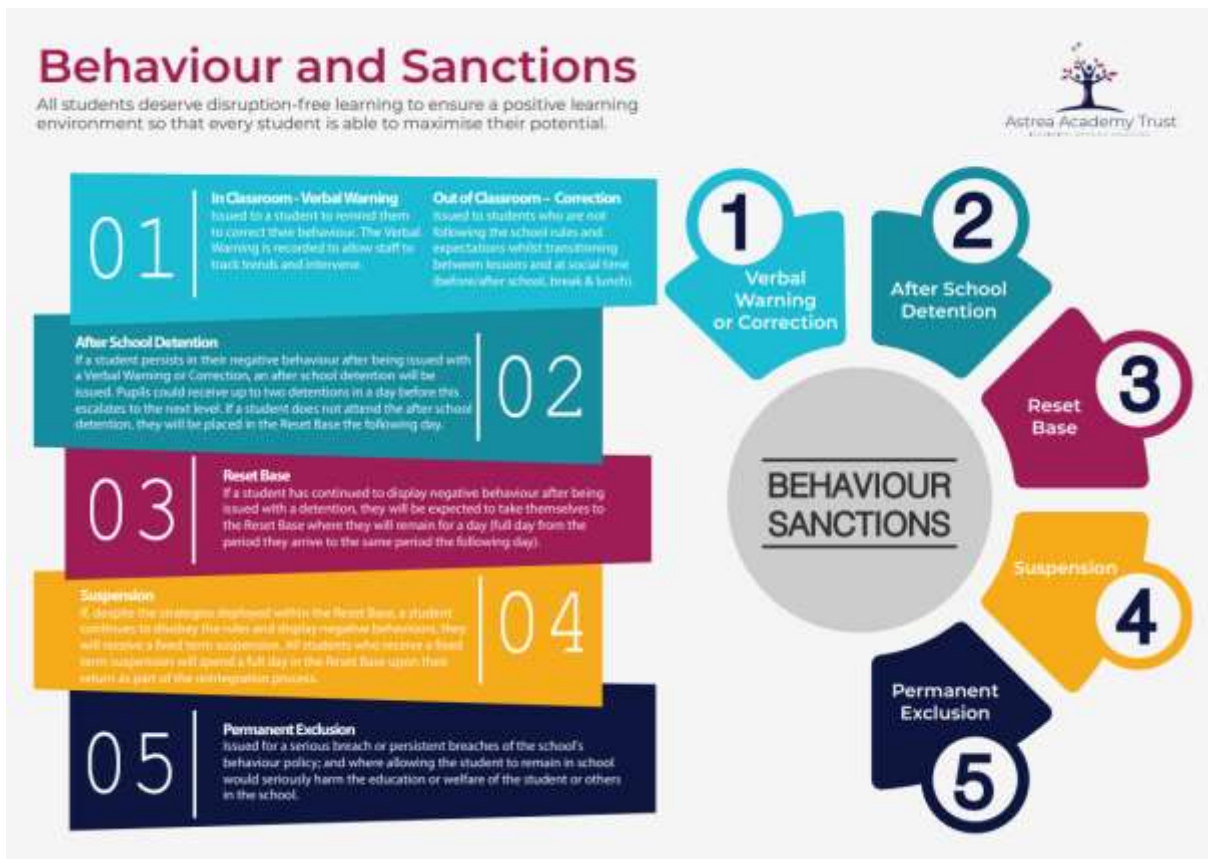 Behaviour and Sanctions
All students deserve disruption-free learning to ensure a positive learning
environment so that every student is able to maximise their potential.
Astrea Academy Trust
01
In Classroom - Verbal Warning
Issued to a student to remind them
to correct their behaviour. The Verbal
Warning is recorded to allow staff to
track trends and intervene.
Out of Classroom – Correction
Issued to students who are not
following the school rules and
expectations whilst transitioning
between lessons and at social time
(before/after school, break & lunch).
After School Detention
If a student persists in their negative behaviour after being issued with
a Verbal Warning or Correction, an after school detention will be
issued. Pupils could receive up to two detentions in a day before this
escalates to the next level. If a student does not attend the after school
detention, they will be placed in the Reset Base the following day.
02
03
Reset Base
If a student has continued to display negative behaviour after being
issued with a detention, they will be expected to take themselves to
the Reset Base where they will remain for a day (full day from the
period they arrive to the same period the following day).
Suspension
If, despite the strategies displayed within the Reset Base, a student
continues to disobey the rules and display negative behaviours, they
will receive a fixed term suspension. All students who receive a fixed
term suspension will spend a full day in the Reset Base upon their
return as part of the reintegration process.
04
05
Permanent Exclusion
Issued for a serious breach or persistent breaches of the school's
behaviour policy; and where allowing the student to remain in school
would seriously harm the education or welfare of the student or others
in the school.
1
Verbal
Warning
or Correction
2
After School
Detention
3
Reset
Base
BEHAVIOUR
SANCTIONS
Suspension
4
Permanent
Exclusion
5